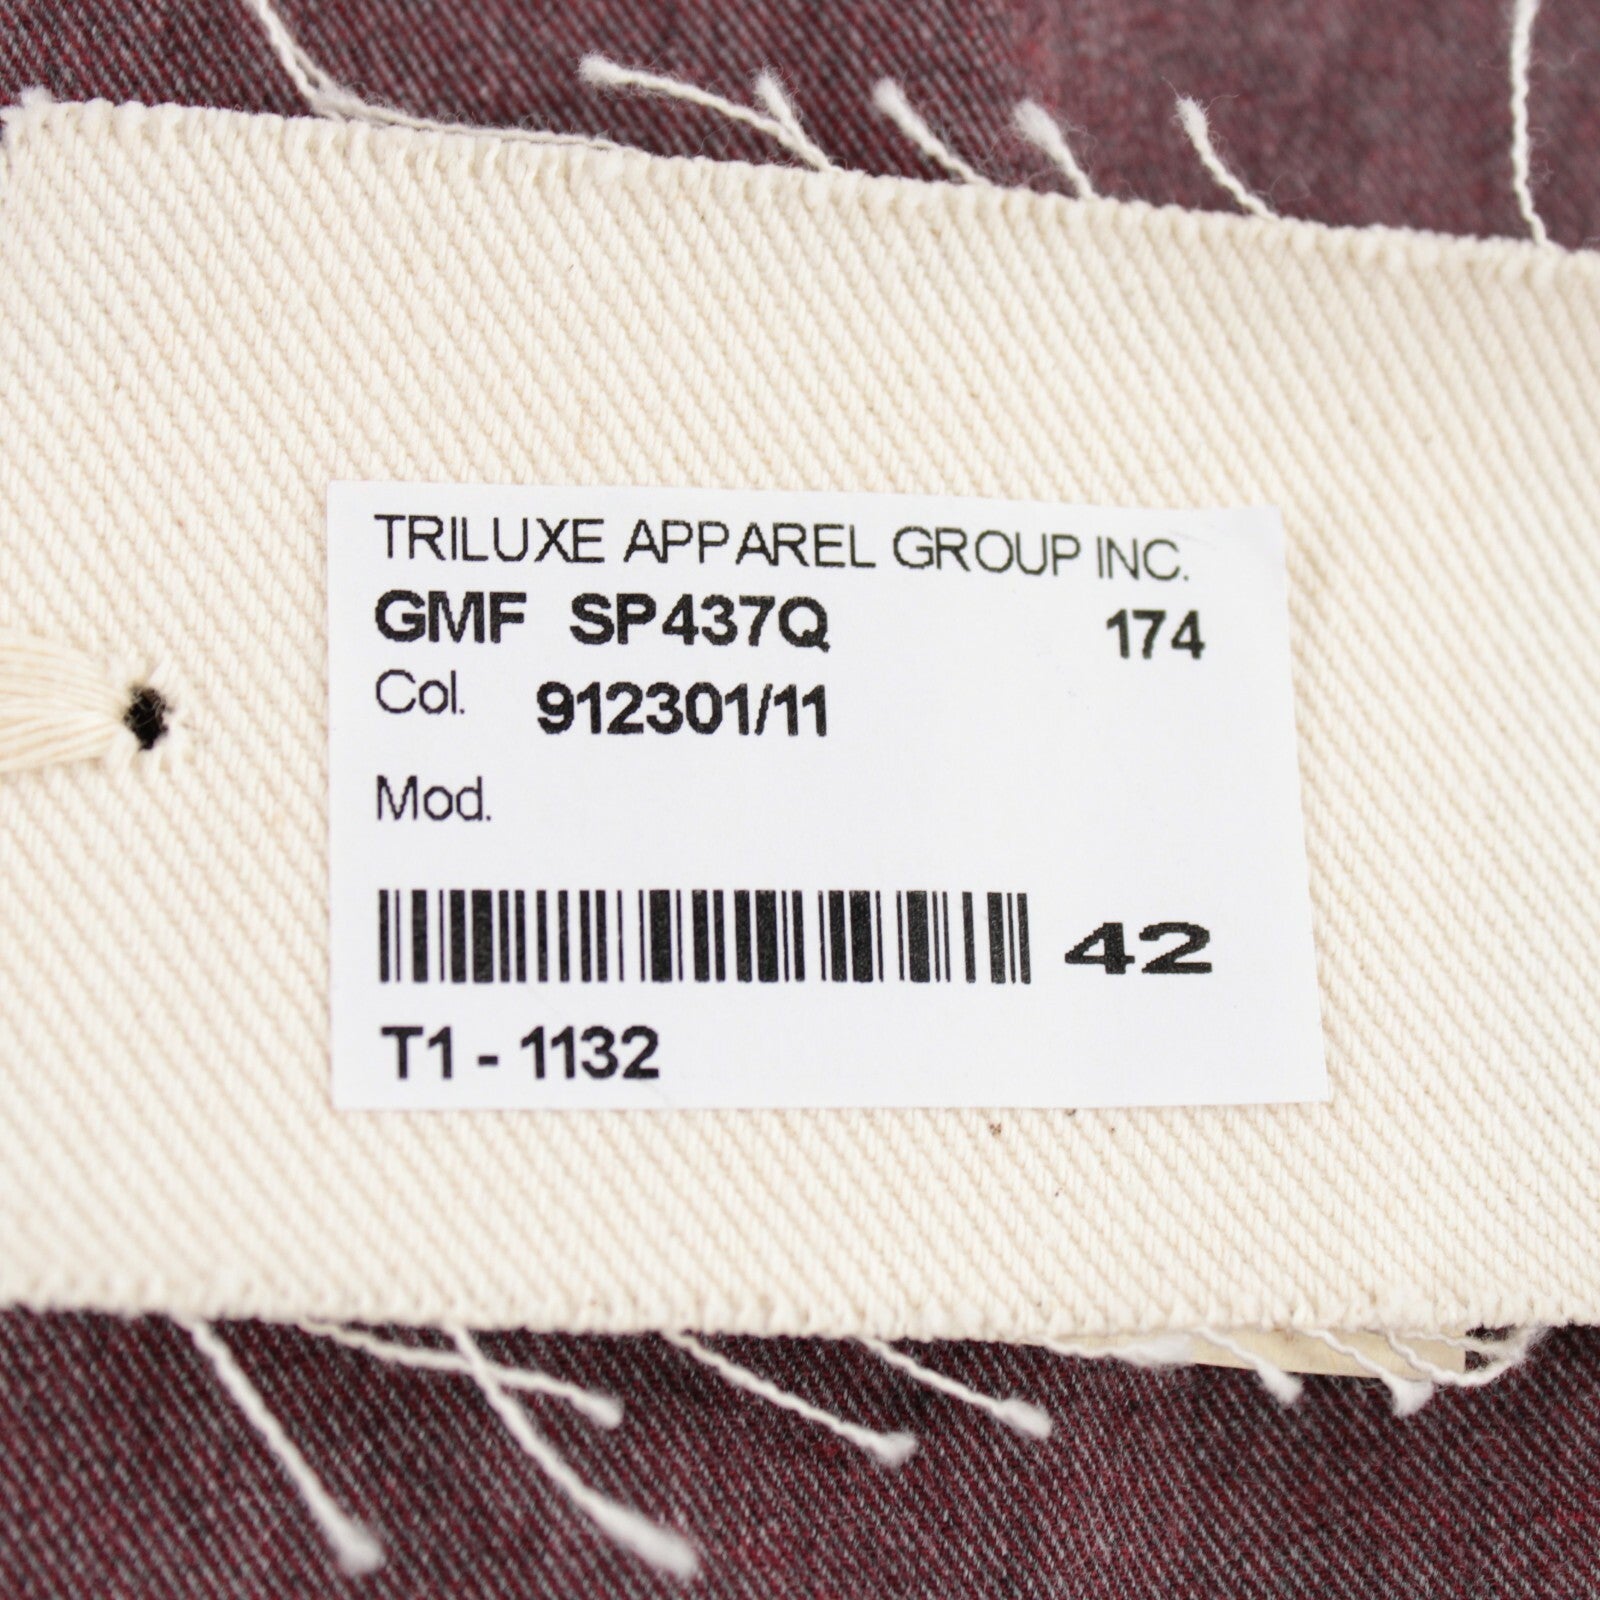 TRILUXE APPAREL GROUP INC.
GMF SP437Q 174
Col. 912301/11
Mod.
42
T1 - 1132